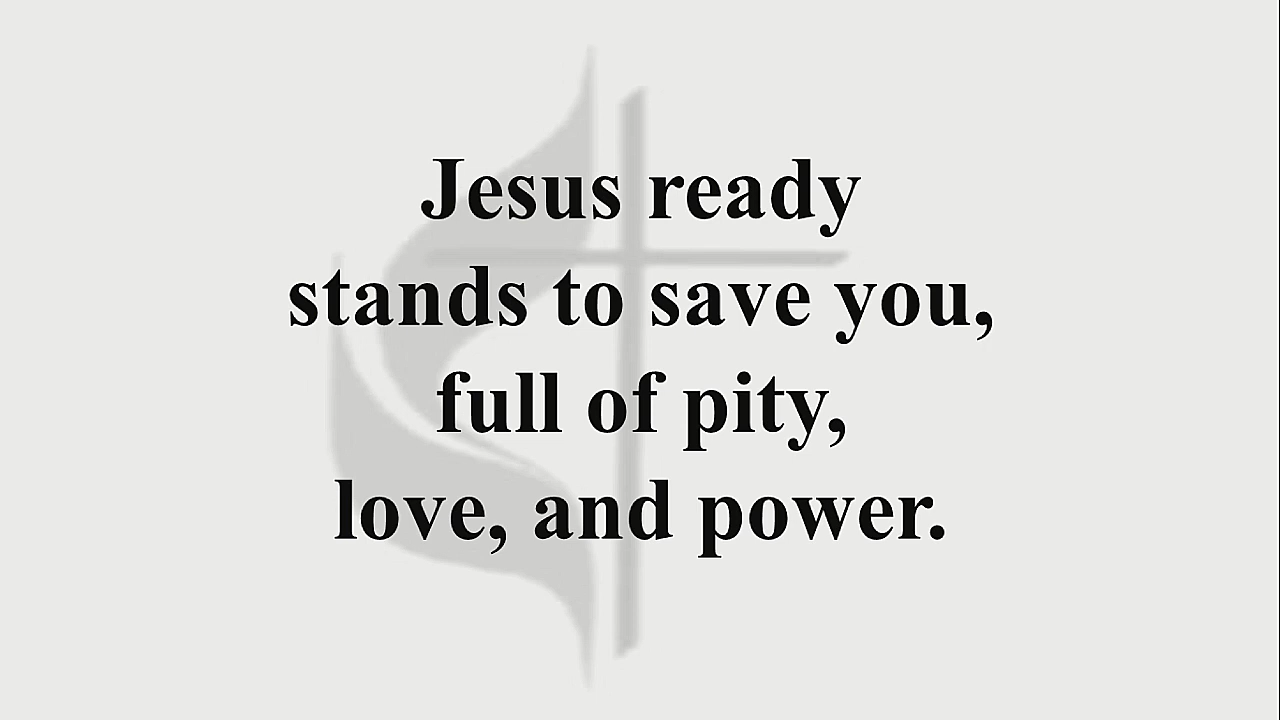 Jesus ready
stands to save you,
full of pity,
love, and power.